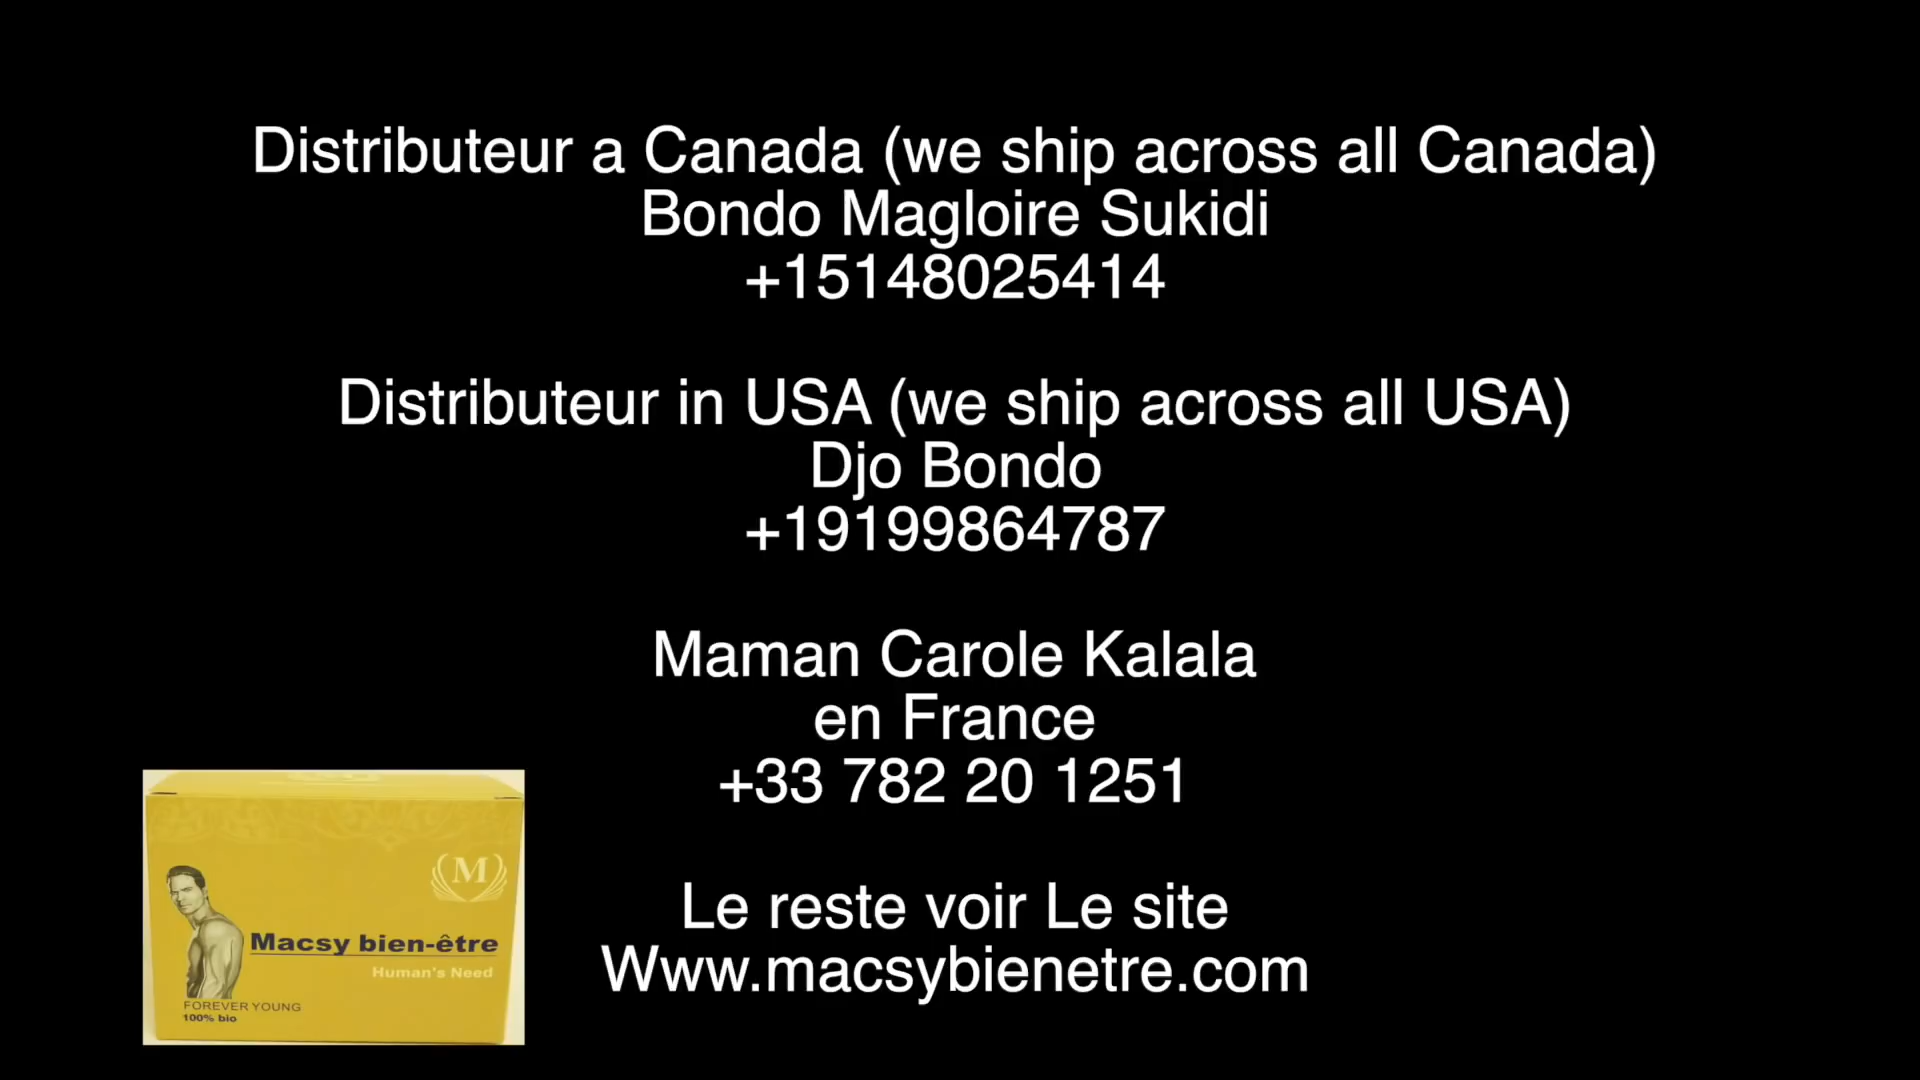 Distributeur a Canada (we ship across all Canada)
Bondo Magloire Sukidi
+15148025414
Distributeur in USA (we ship across all USA)
Djo Bondo
+19199864787
Maman Carole Kalala
en France
+33 782 20 1251
Le reste voir Le site
Www.macsybienetre.com
M
Macsy bien-être
Human's Need
FOREVER YOUNG
100% bio